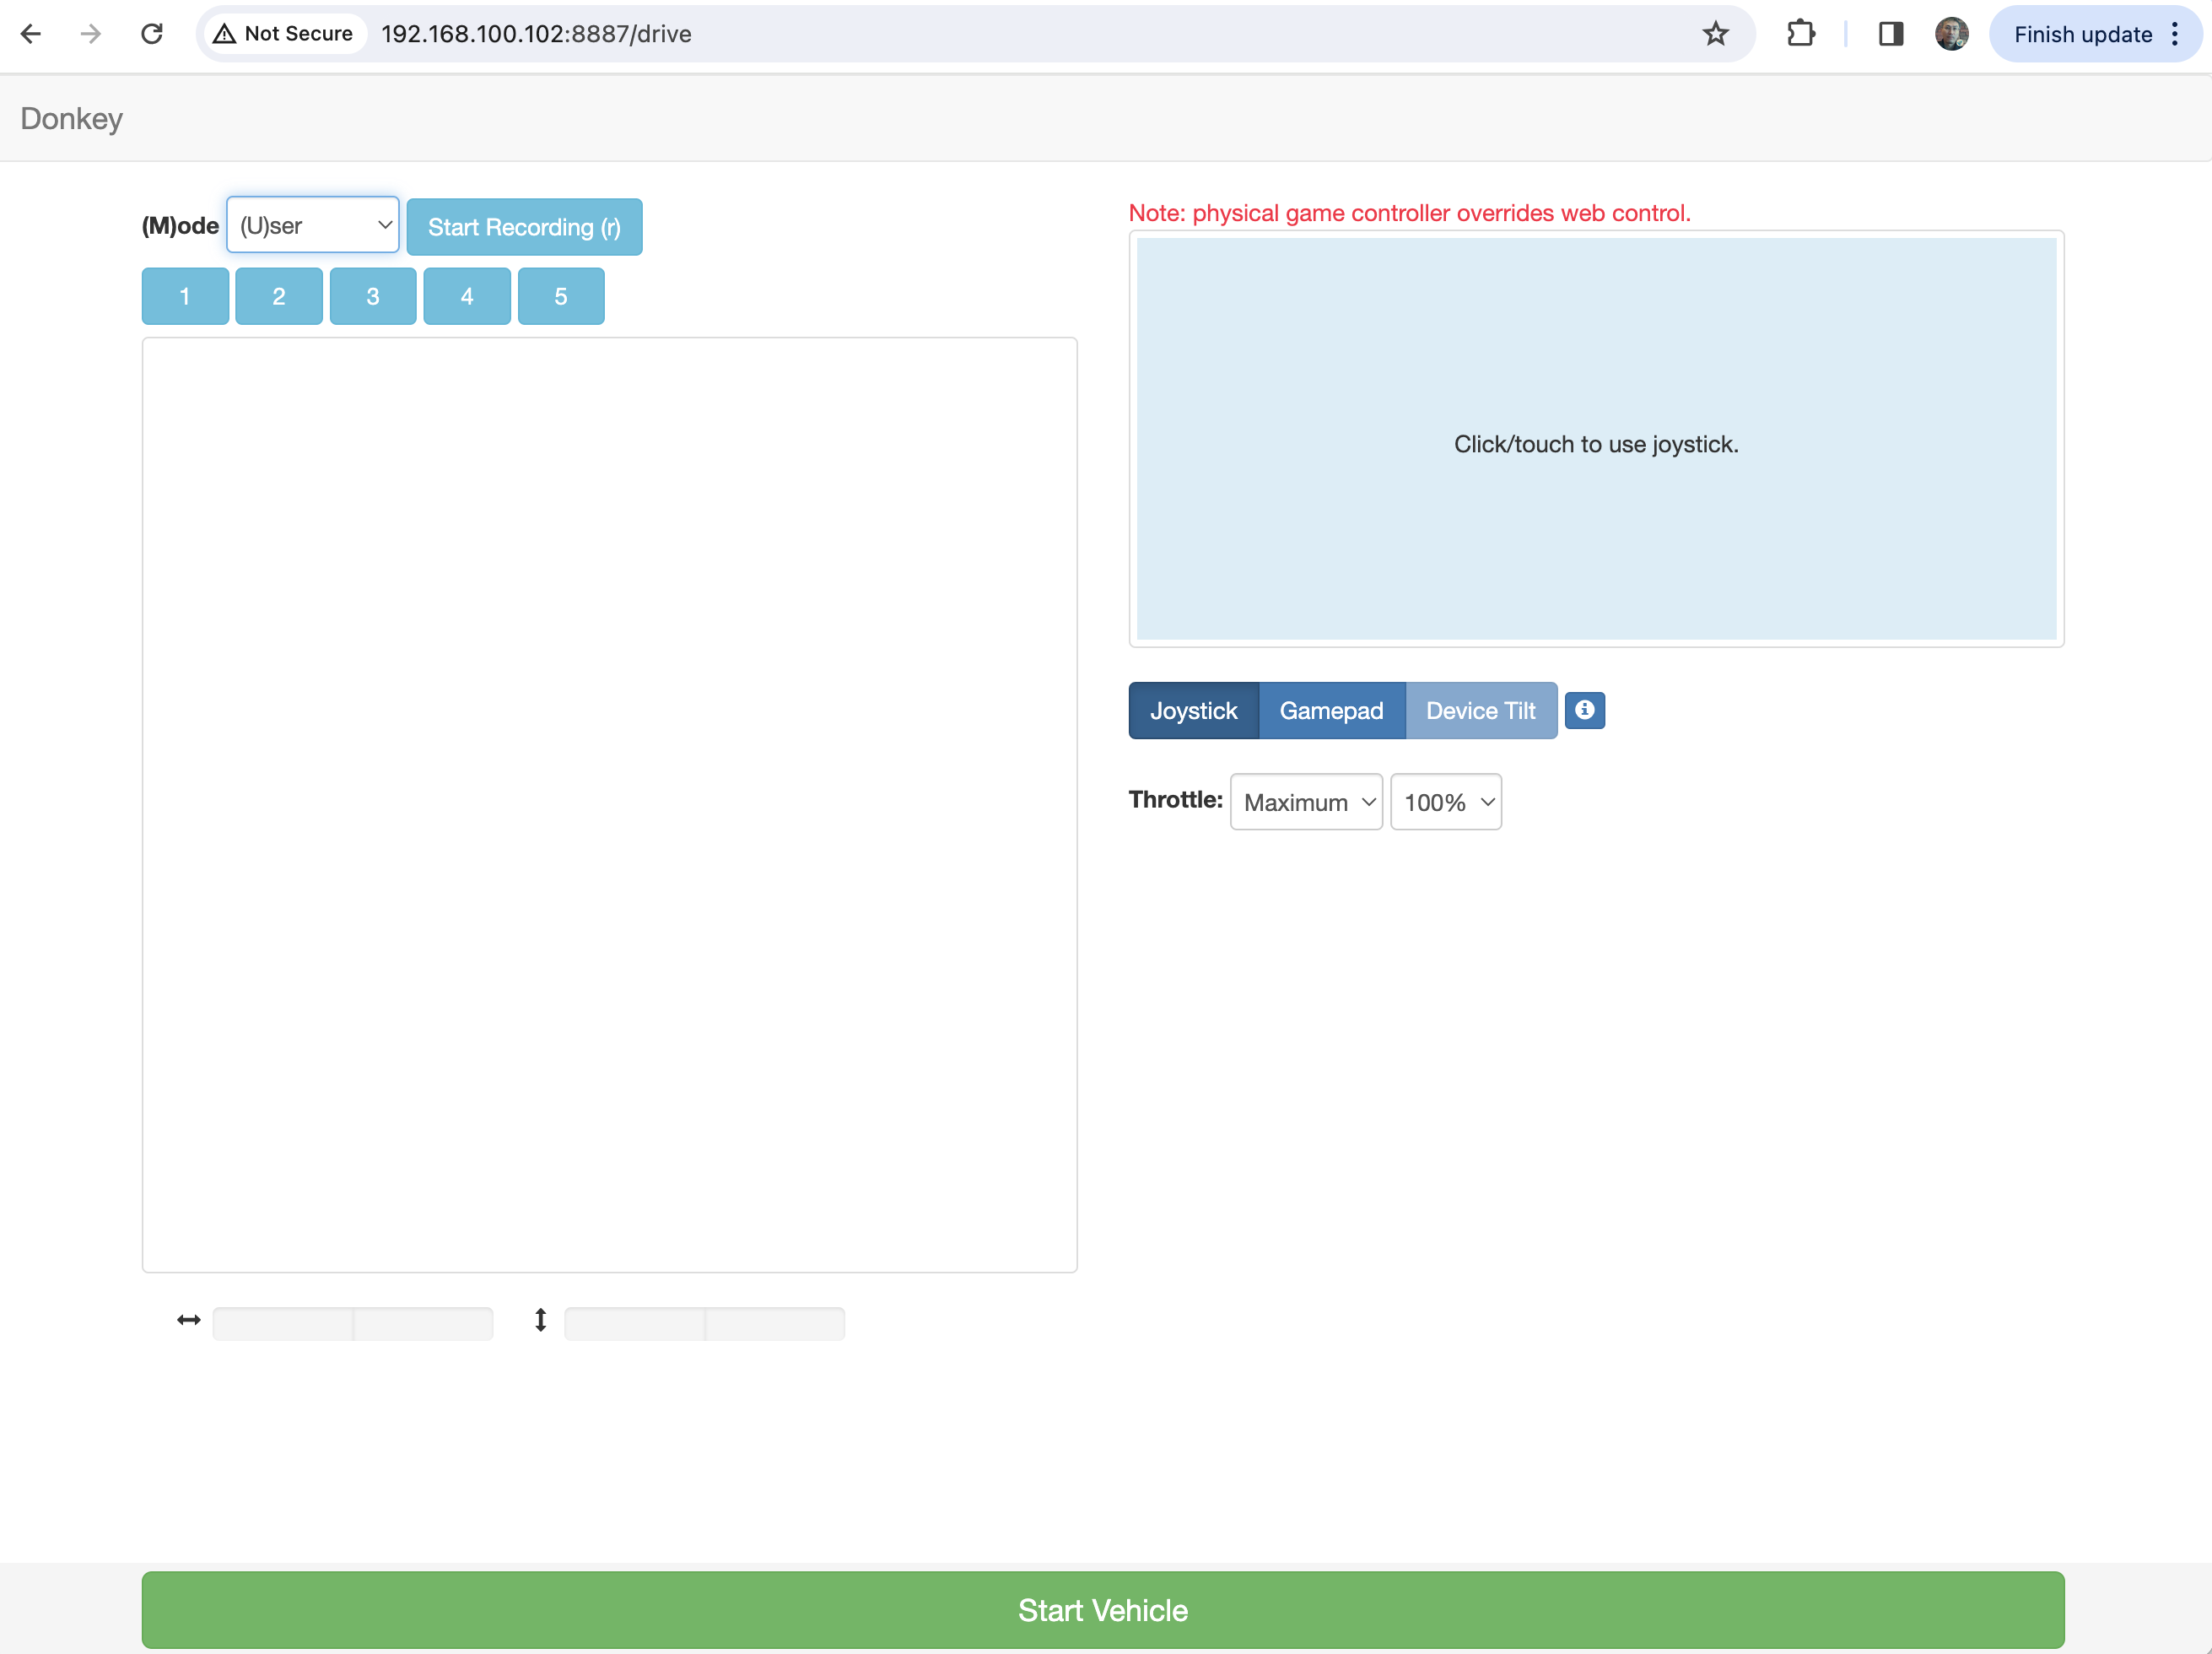 Not Secure 192.168.100.102:8887/drive
Finish update
Donkey
(M)ode (U)ser Start Recording (r)
1 2 3 4 5
Note: physical game controller overrides web control.
Click/touch to use joystick.
Joystick Gamepad Device Tilt
Throttle: Maximum 100%
Start Vehicle